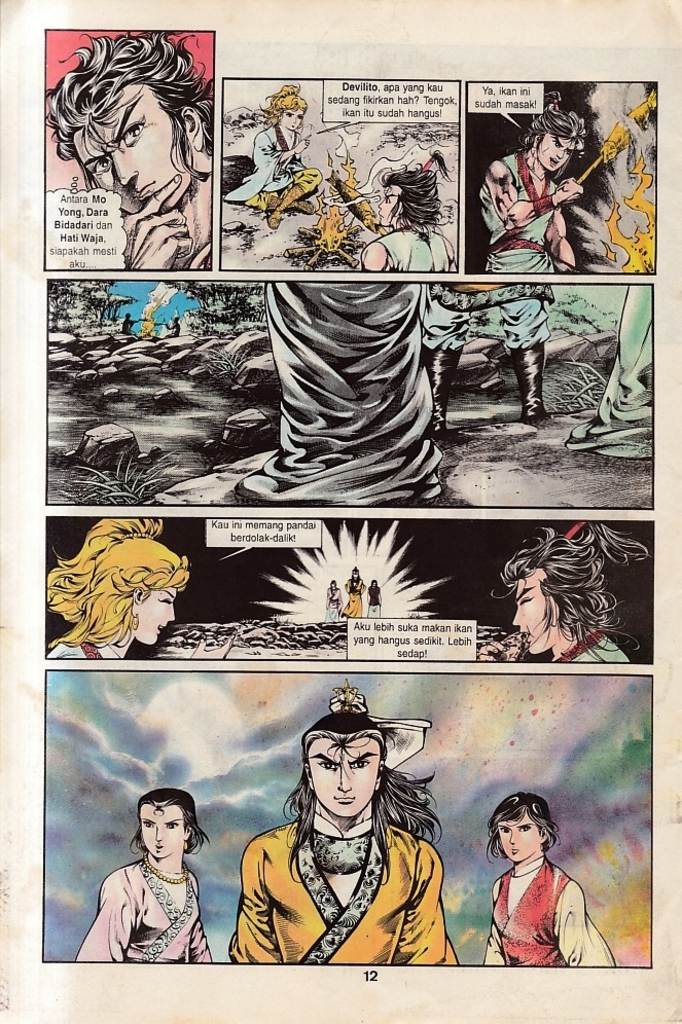 Antara Mo
Yong, Dara
Bidadari dan
Hati Waja,
siapakah mesti
aku....
Devilito, apa yang kau
sedang fikirkan hah? Tengok,
ikan itu sudah hangus!
Ya, ikan ini
sudah masak!
Kau ini memang pandai
berdolak-dalik!
Aku lebih suka makan ikan
yang hangus sedikit. Lebih
sedap!
12